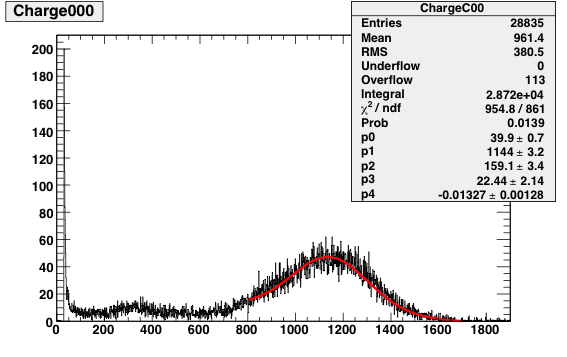 Charge000
ChargeC00
Entries 28835
Mean 961.4
RMS 380.5
Underflow 0
Overflow 113
Integral 2.872e+04
χ² / ndf 954.8 / 861
Prob 0.0139
p0 39.9 ± 0.7
p1 1144 ± 3.2
p2 159.1 ± 3.4
p3 22.44 ± 2.14
p4 -0.01327 ± 0.00128
200
180
160
140
120
100
80
60
40
20
0
0 200 400 600 800 1000 1200 1400 1600 1800